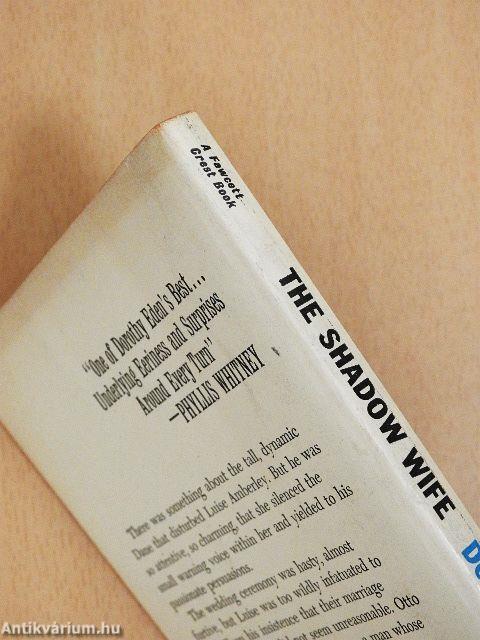 A Fawcett
Crest Book
THE SHADOW WIFE
"One of Dorothy Eden's Best...
Underlying Eeriness and Surprises
Around Every Turn"
—PHYLLIS WHITNEY
There was something about the tall, dynamic
Dane that disturbed Luise Amberley. But he was
so attentive, so charming that she silenced the
small warning voice within her and yielded to his
passionate persuasions.
The wedding ceremony was hasty, almost
furtive, but Luise was too wildly infatuated to
his insistence that their marriage
not seem unreasonable. Otto
man whose
Antikvárium.hu
Antikvárium.hu